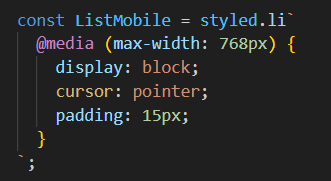 const ListMobile = styled.li`
@media (max-width: 768px) {
display: block;
cursor: pointer;
padding: 15px;
}
`;